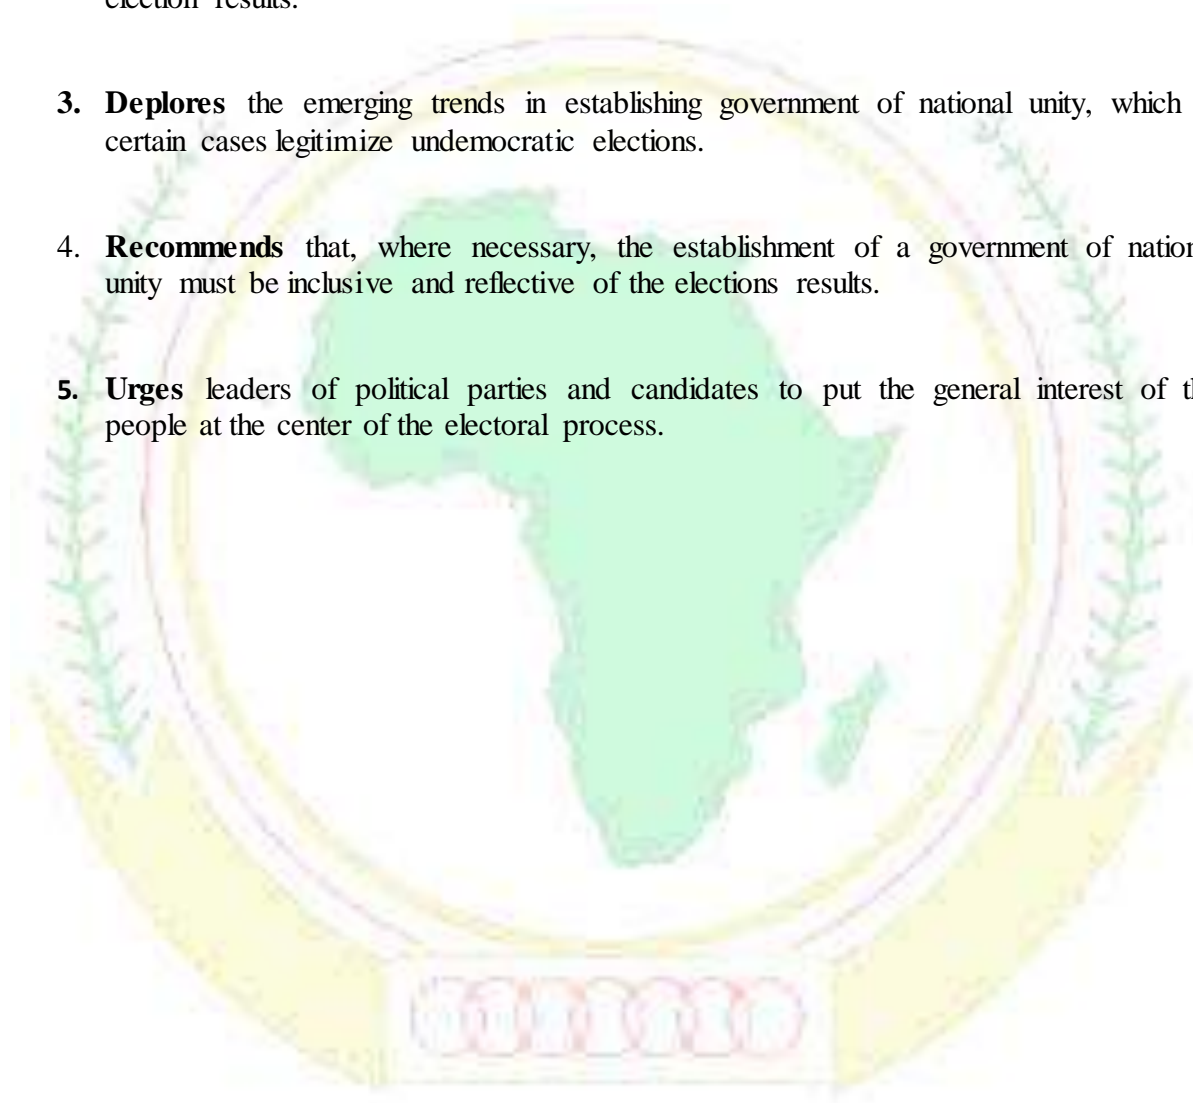 election results.
3. Deplores the emerging trends in establishing government of national unity, which
certain cases legitimize undemocratic elections.
4. Recommends that, where necessary, the establishment of a government of
unity must be inclusive and reflective of the elections results.
5. Urges leaders of political parties and candidates to put the general interest of
people at the center of the electoral process.